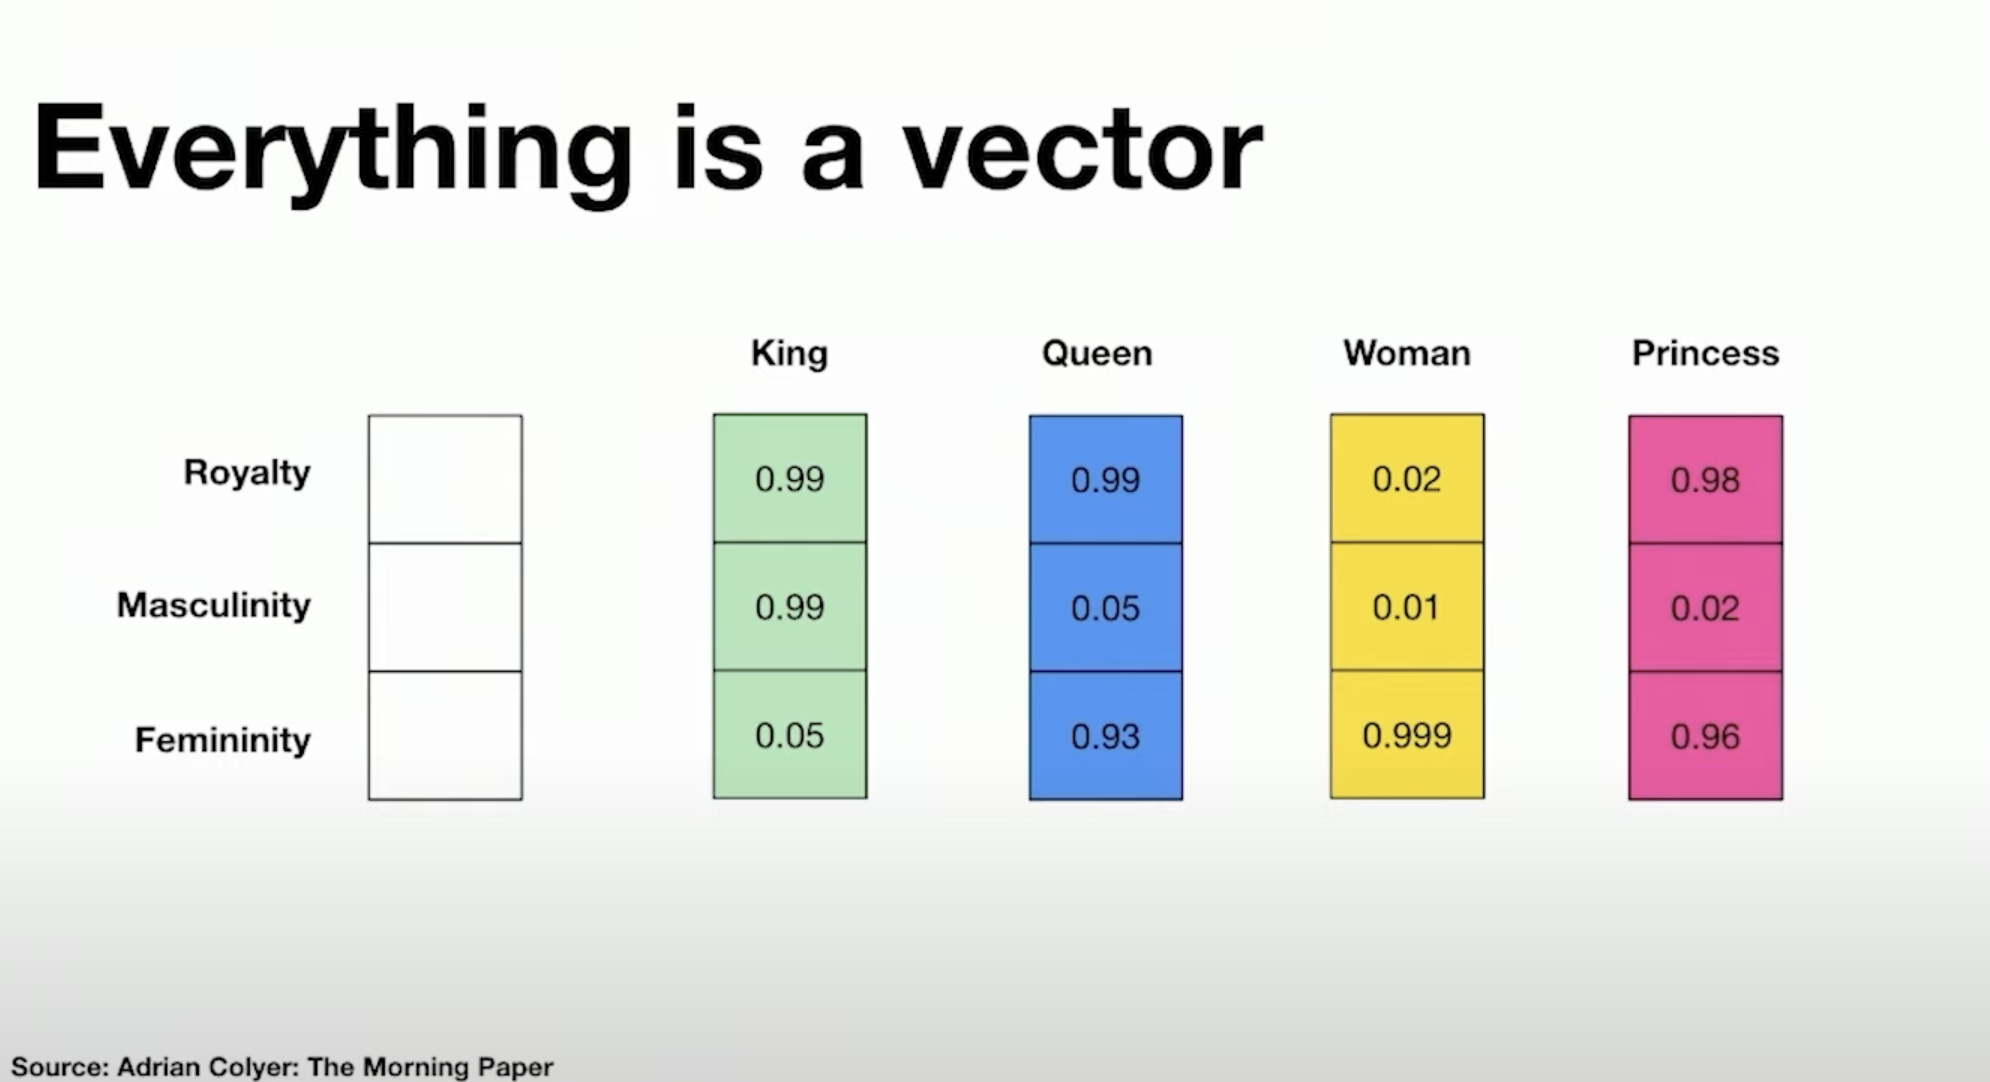 Everything is a vector
King Queen Woman Princess
Royalty 0.99 0.99 0.02 0.98
Masculinity 0.99 0.05 0.01 0.02
Femininity 0.05 0.93 0.999 0.96
Source: Adrian Colyer: The Morning Paper